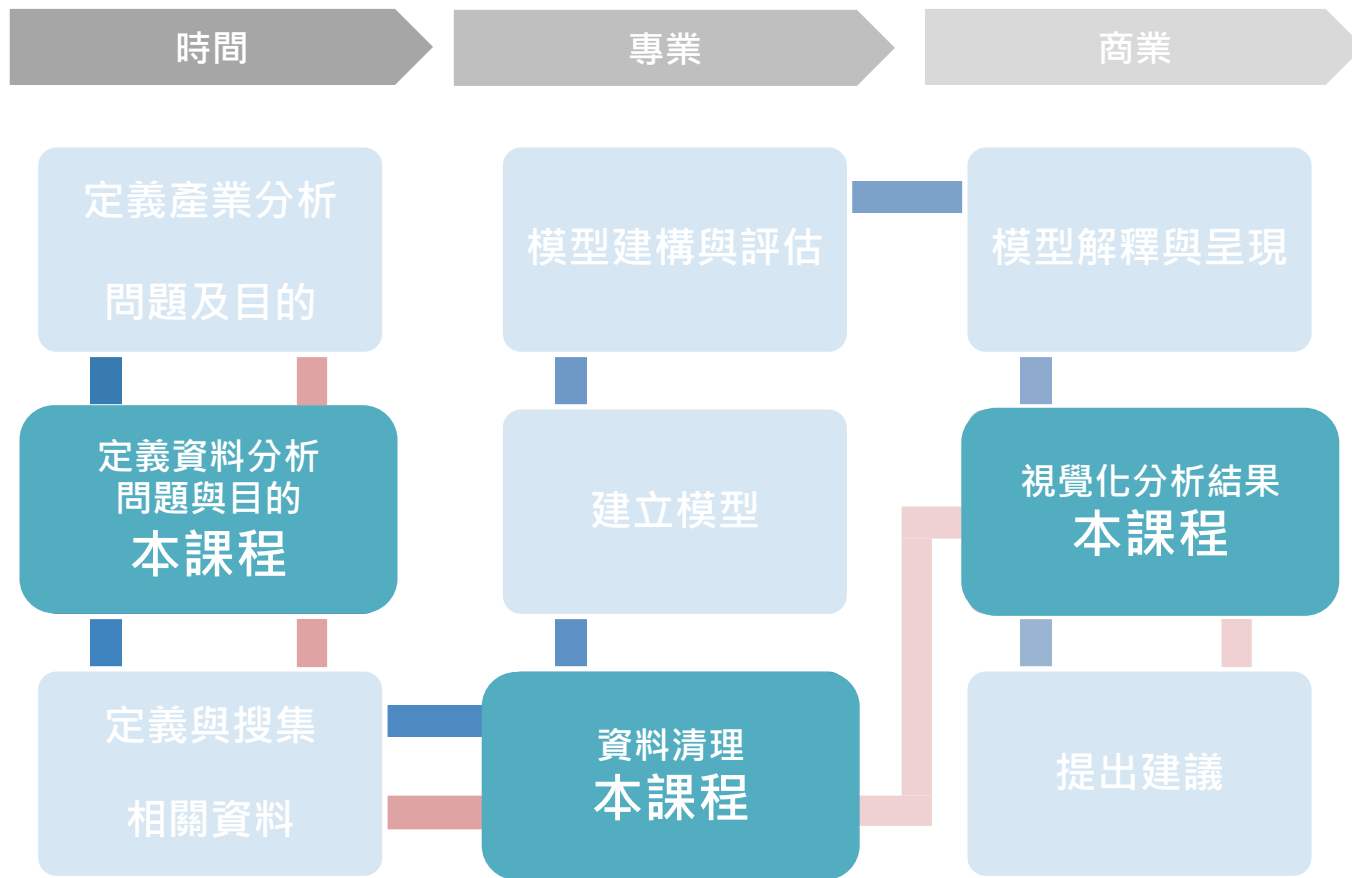 時間
專業
商業
定義產業分析
問題及目的
定義資料分析
問題與目的
本課程
定義與搜集
相關資料
模型建構與評估
建立模型
資料清理
本課程
模型解釋與呈現
視覺化分析結果
本課程
提出建議